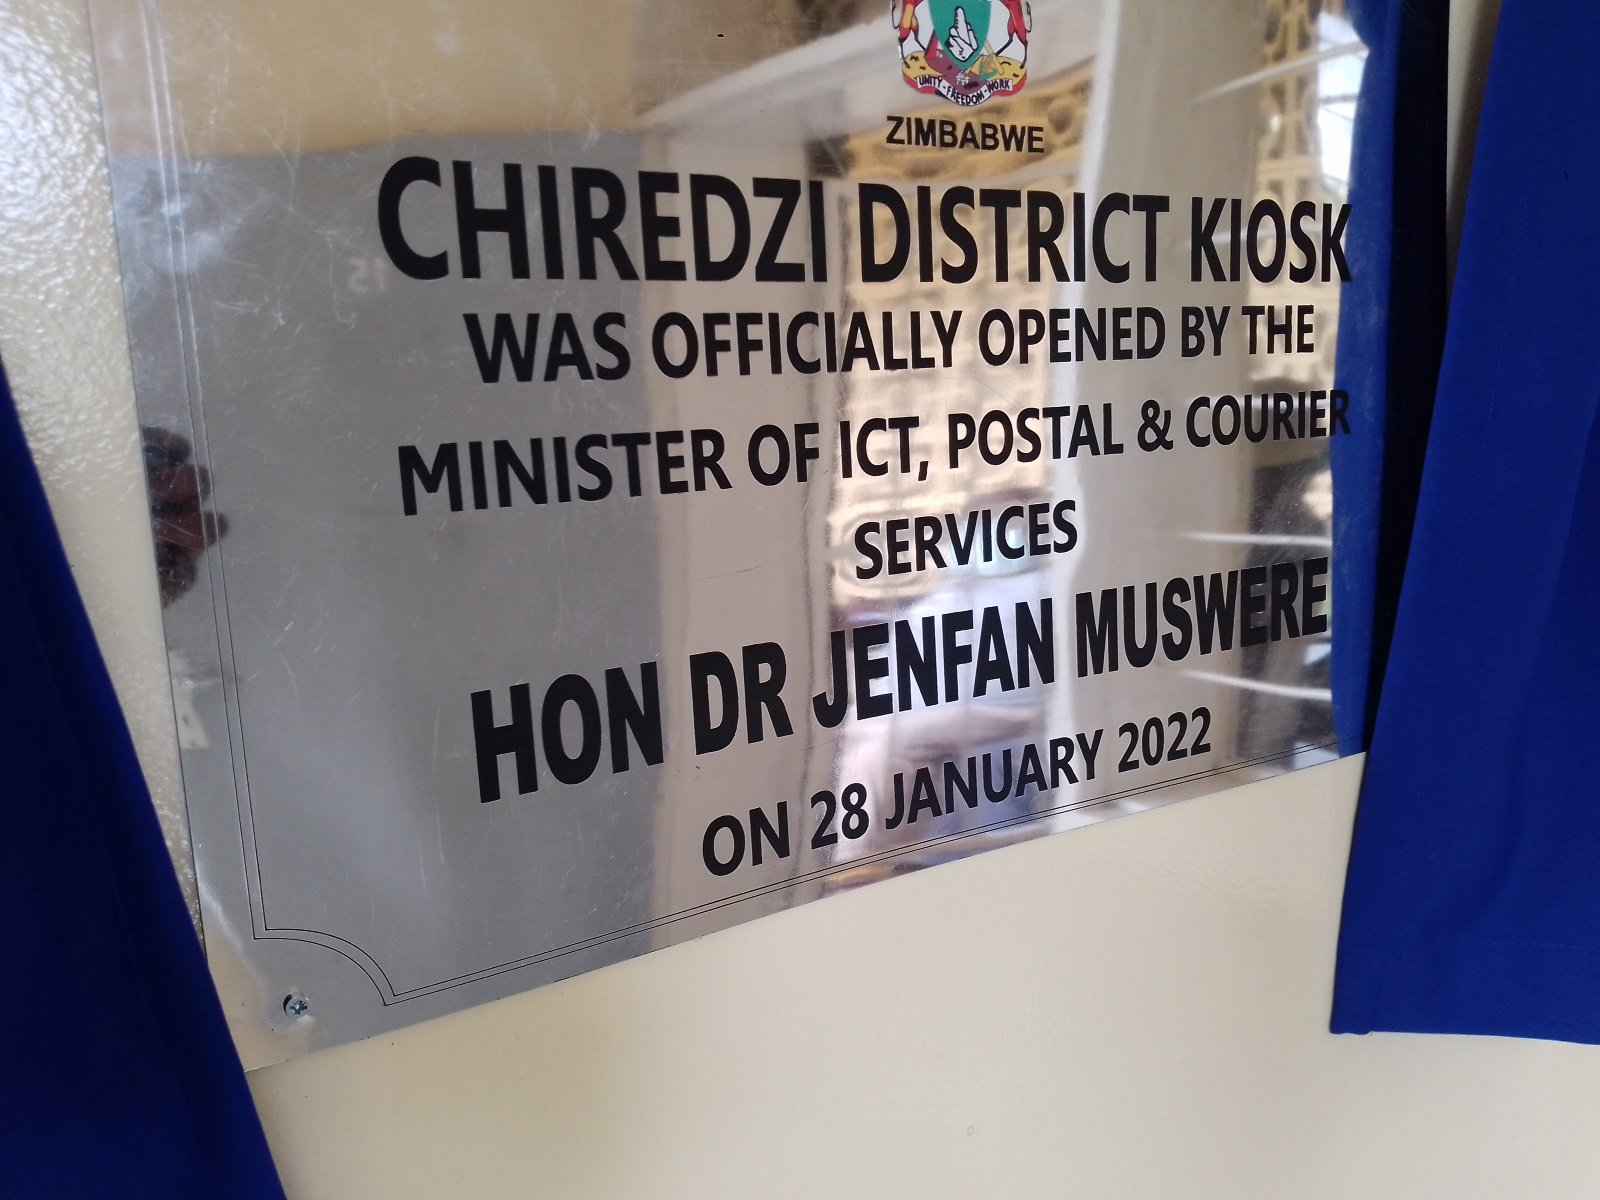 UNITY - FREEDOM - WORK
ZIMBABWE
CHIREDZI DISTRICT KIOSK
WAS OFFICIALLY OPENED BY THE
MINISTER OF ICT, POSTAL & COURIER
SERVICES
HON DR JENFAN MUSWERE
ON 28 JANUARY 2022